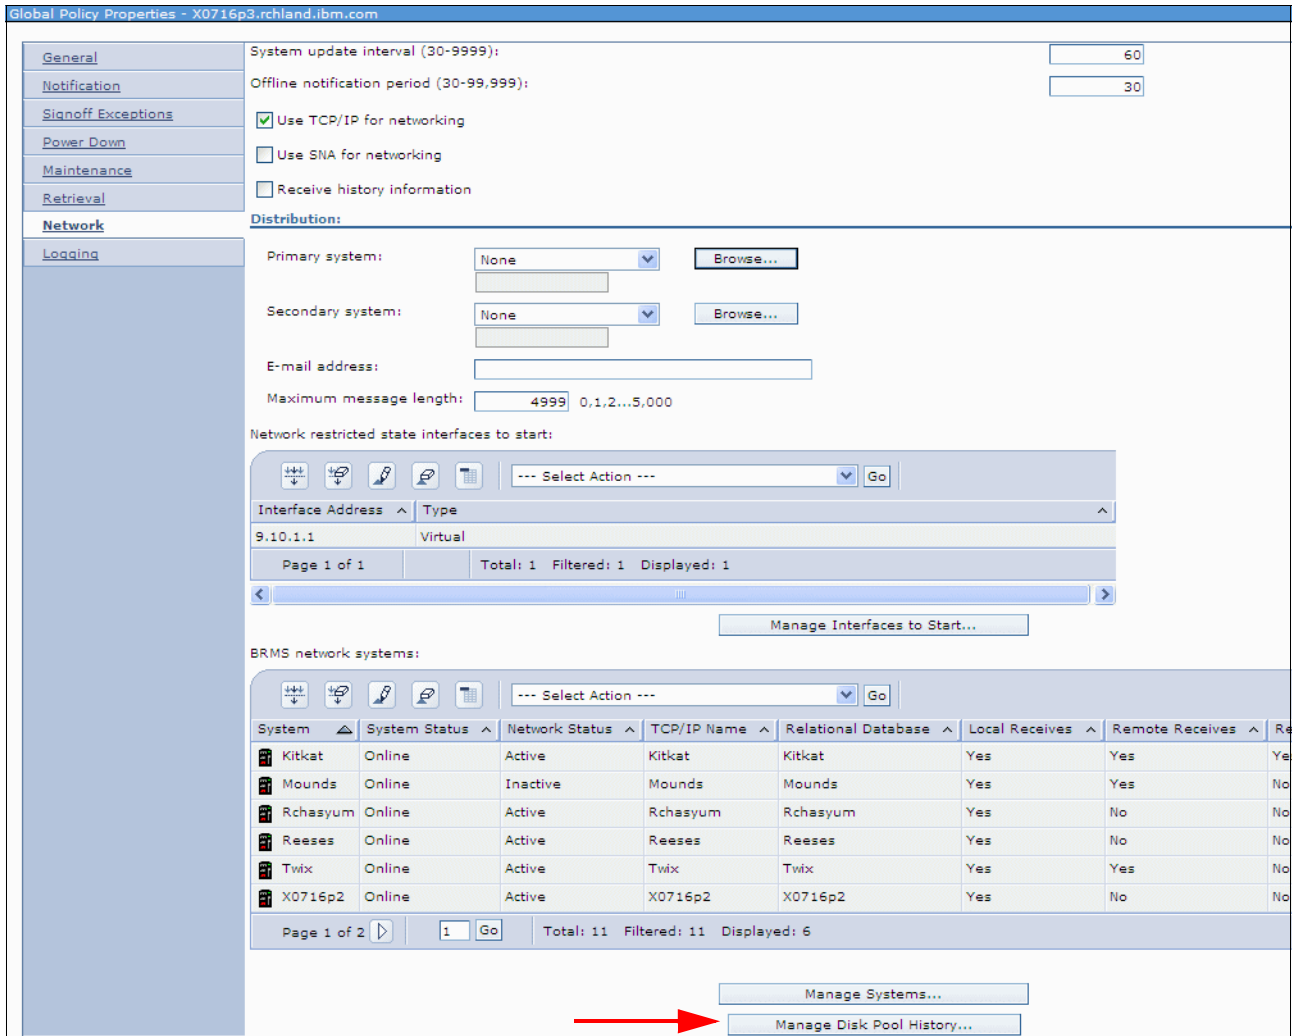 Global Policy Properties - X0716p3.rchland.ibm.com
General
Notification
Signoff Exceptions
Power Down
Maintenance
Retrieval
Network
Logging
System update interval (30-9999): 60
Offline notification period (30-99,999): 30
Use TCP/IP for networking
Use SNA for networking
Receive history information
Distribution:
Primary system: None Browse...
Secondary system: None Browse...
E-mail address:
Maximum message length: 4999 0,1,2...5,000
Network restricted state interfaces to start:
--- Select Action --- Go
Interface Address Type
9.10.1.1 Virtual
Page 1 of 1 Total: 1 Filtered: 1 Displayed: 1
Manage Interfaces to Start...
BRMS network systems:
--- Select Action --- Go
System System Status Network Status TCP/IP Name Relational Database Local Receives Remote Receives Re
Kitkat Online Active Kitkat Kitkat Yes Yes Ye
Mounds Online Inactive Mounds Mounds Yes Yes No
Rchasyum Online Active Rchasyum Rchasyum Yes No No
Reeses Online Active Reeses Reeses Yes No No
Twix Online Active Twix Twix Yes Yes No
X0716p2 Online Active X0716p2 X0716p2 Yes No No
Page 1 of 2 1 Go Total: 11 Filtered: 11 Displayed: 6
Manage Systems...
Manage Disk Pool History...